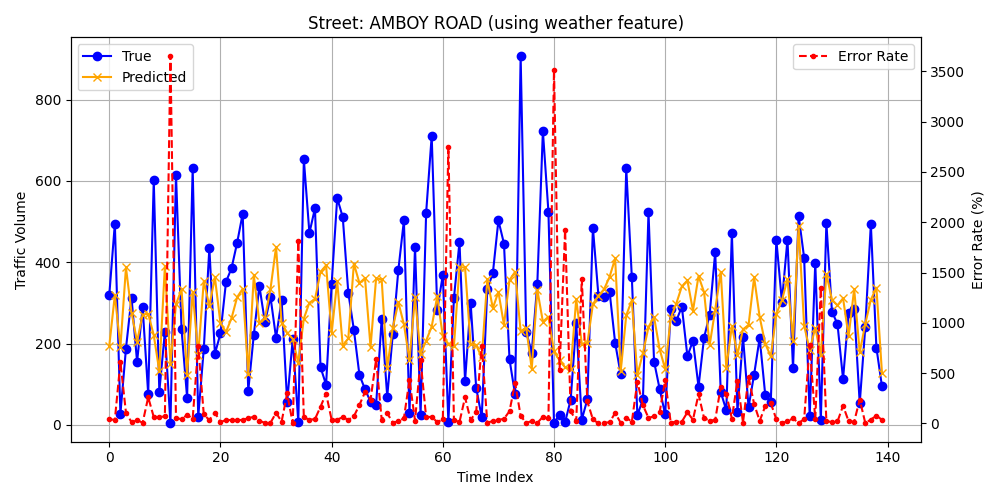 Street: AMBOY ROAD (using weather feature)
True
Predicted
Error Rate
Traffic Volume
800
600
400
200
0
3500
3000
2500
2000
1500
1000
500
0
Error Rate (%)
0 20 40 60 80 100 120 140
Time Index